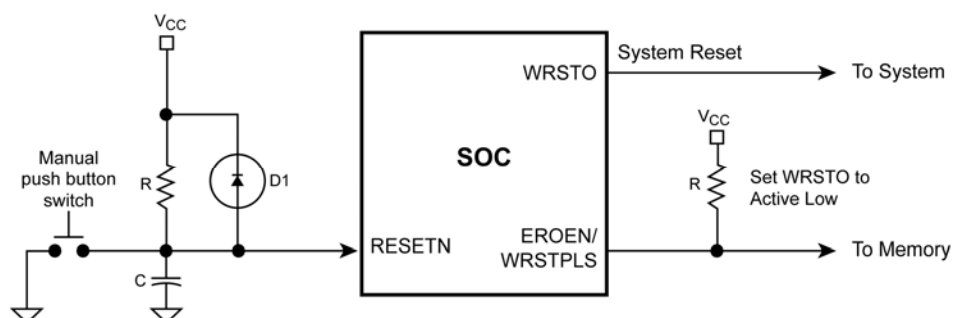 VCC
Manual
push button
switch
R
D1
C
RESETN
SOC
WRSTO
EROEN/
WRSTPLS
System Reset
To System
VCC
R
Set WRSTO to
Active Low
To Memory